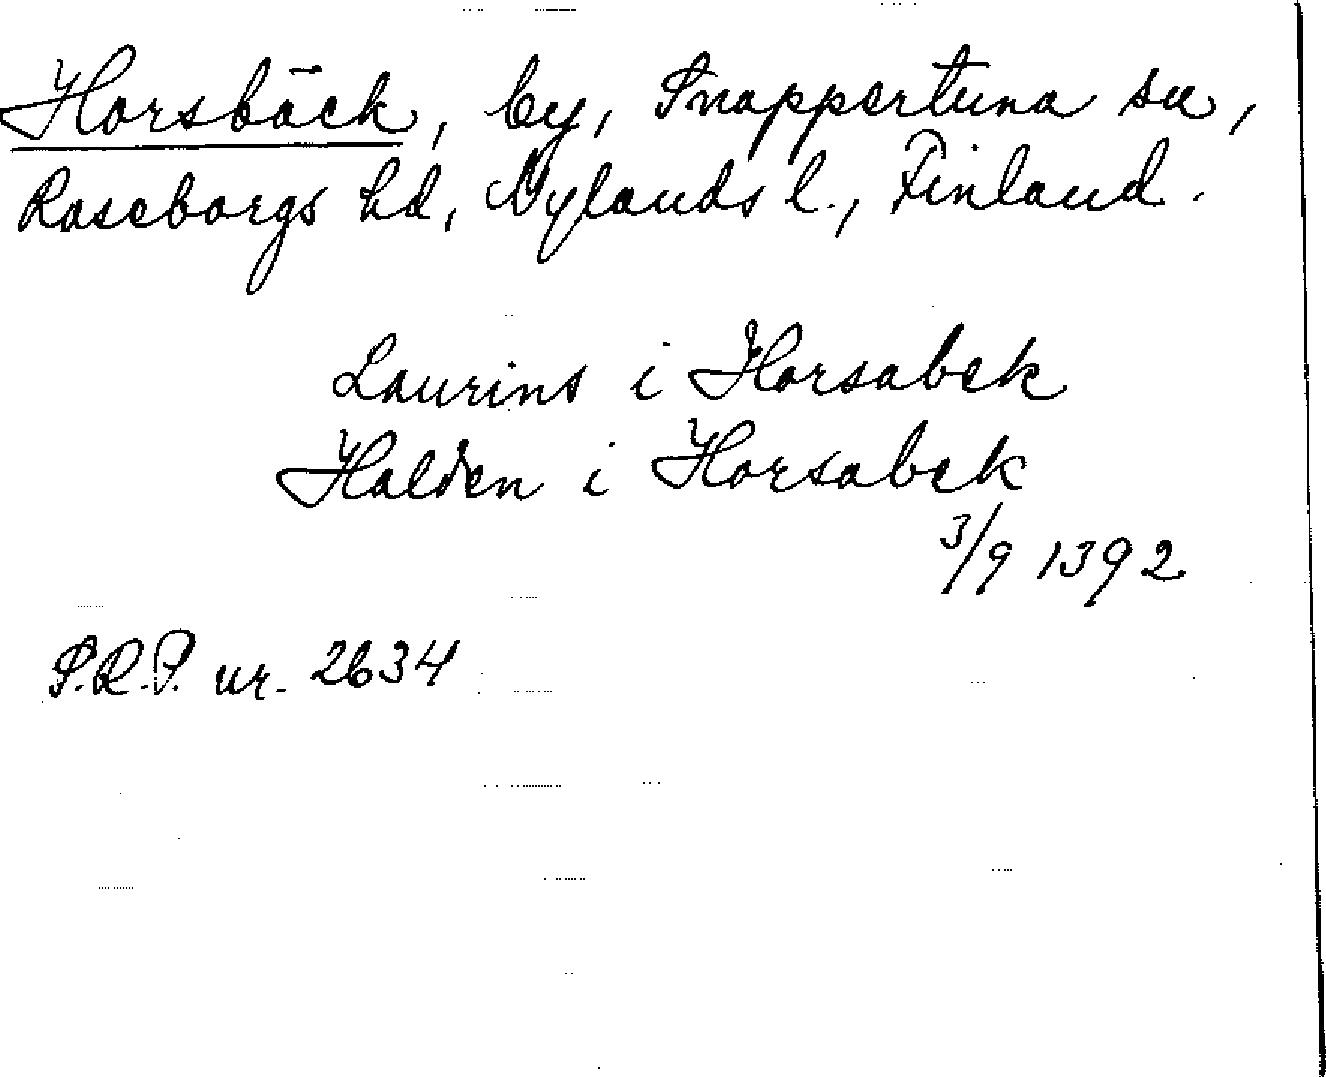 Horsbäck, by, Snappertuna sn,
Raseborgs hd, Nylands l., Finland.
Laurins i Horsabek
Halden i Horsabek
3/9 1392
S.R.P. nr. 2634